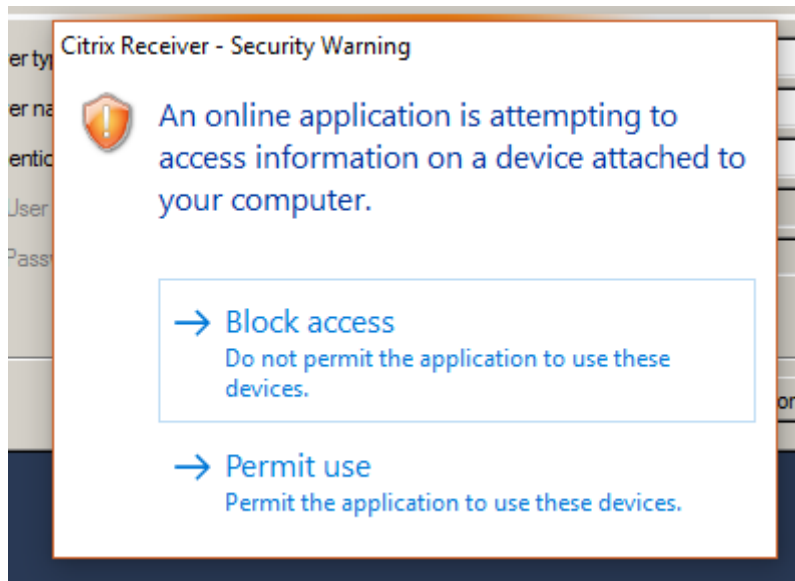 Citrix Receiver - Security Warning
An online application is attempting to
access information on a device attached to
your computer.
→ Block access
Do not permit the application to use these
devices.
→ Permit use
Permit the application to use these devices.
User